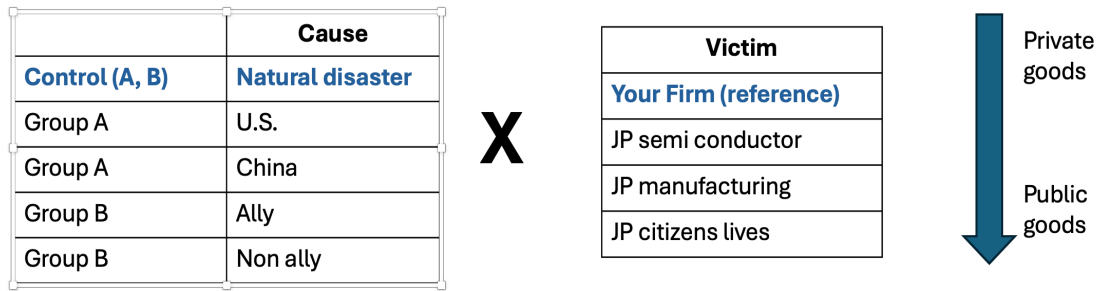 Cause
Control (A, B) Natural disaster
Group A U.S.
Group A China
Group B Ally
Group B Non ally
X
Victim
Your Firm (reference)
JP semi conductor
JP manufacturing
JP citizens lives
Private
goods
Public
goods